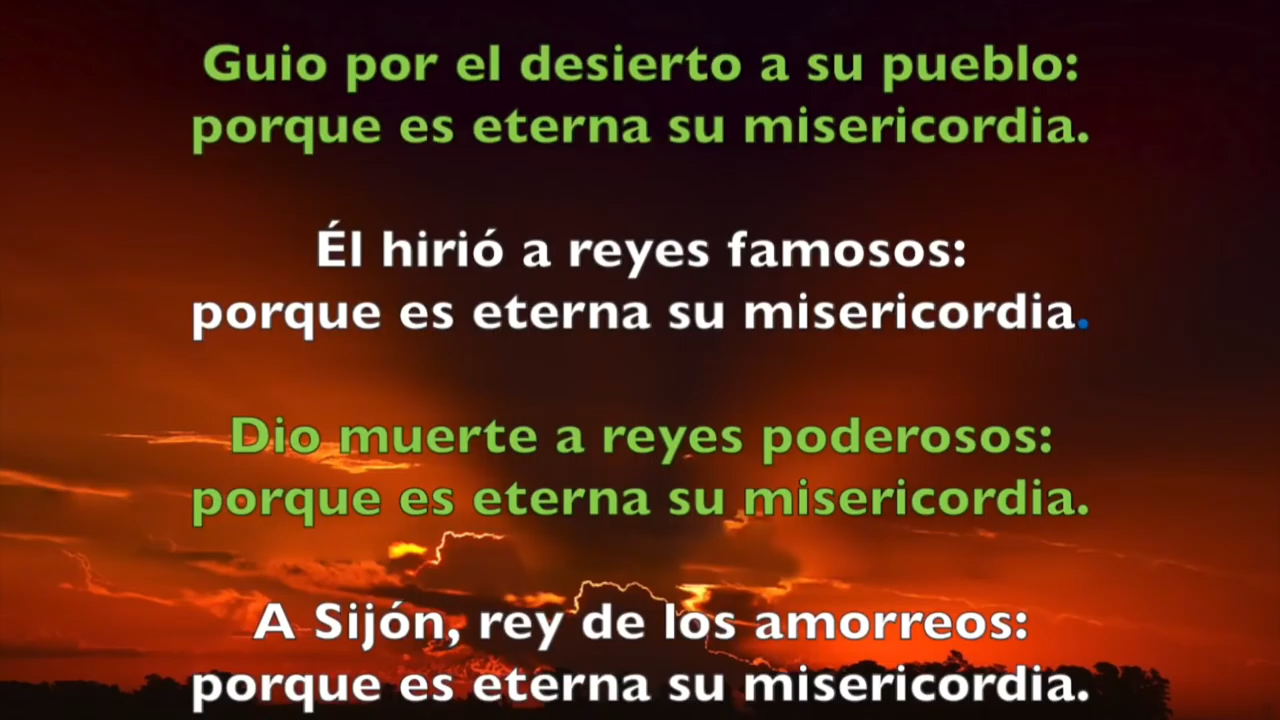 Guio por el desierto a su pueblo:
porque es eterna su misericordia.
Él hirió a reyes famosos:
porque es eterna su misericordia.
Dio muerte a reyes poderosos:
porque es eterna su misericordia.
A Sijón, rey de los amorreos:
porque es eterna su misericordia.